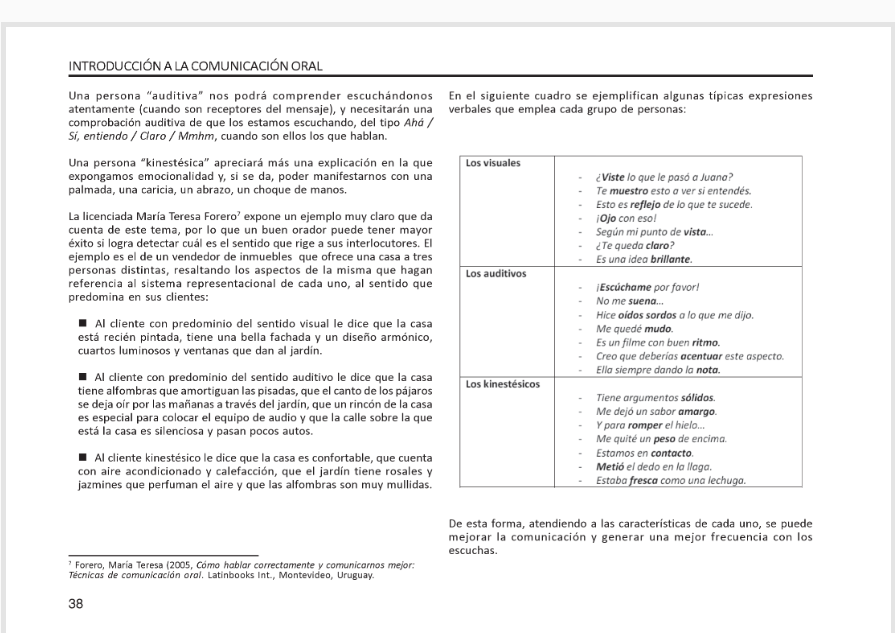 INTRODUCCIÓN A LA COMUNICACIÓN ORAL
Una persona “auditiva” nos podrá comprender escuchándonos
atentamente (cuando son receptores del mensaje), y necesitarán una
comprobación auditiva de que los estamos escuchando, del tipo Ahá /
Sí, entiendo / Claro / Mmhm, cuando son ellos los que hablan.
Una persona “kinestésica” apreciará más una explicación en la que
expongamos emocionalidad y, si se da, poder manifestarnos con una
palmada, una caricia, un abrazo, un choque de manos.
La licenciada María Teresa Forero⁷ expone un ejemplo muy claro que da
cuenta de este tema, por lo que un buen orador puede tener mayor
éxito si logra detectar cuál es el sentido que rige a sus interlocutores. El
ejemplo es el de un vendedor de inmuebles que ofrece una casa a tres
personas distintas, resaltando los aspectos de la misma que hagan
referencia al sistema representacional de cada uno, al sentido que
predomina en sus clientes:
■ Al cliente con predominio del sentido visual le dice que la casa
está recién pintada, tiene una bella fachada y un diseño armónico,
cuartos luminosos y ventanas que dan al jardín.
■ Al cliente con predominio del sentido auditivo le dice que la casa
tiene alfombras que amortiguan las pisadas, que el canto de los pájaros
se deja oír por las mañanas a través del jardín, que un rincón de la casa
es especial para colocar el equipo de audio y que la calle sobre la que
está la casa es silenciosa y pasan pocos autos.
■ Al cliente kinestésico le dice que la casa es confortable, que cuenta
con aire acondicionado y calefacción, que el jardín tiene rosales y
jazmines que perfuman el aire y que las alfombras son muy mullidas.
⁷ Forero, María Teresa (2005, Cómo hablar correctamente y comunicarnos mejor:
Técnicas de comunicación oral. Latinbooks Int., Montevideo, Uruguay.
38
En el siguiente cuadro se ejemplifican algunas típicas expresiones
verbales que emplea cada grupo de personas:
Los visuales
- ¿Viste lo que le pasó a Juana?
- Te muestro esto a ver si entendés.
- Esto es reflejo de lo que te sucede.
- ¡Ojo con eso!
- Según mi punto de vista...
- ¿Te queda claro?
- Es una idea brillante.
Los auditivos
- ¡Escúchame por favor!
- No me suena...
- Hice oídos sordos a lo que me dijo.
- Me quedé mudo.
- Es un filme con buen ritmo.
- Creo que deberías acentuar este aspecto.
- Ella siempre dando la nota.
Los kinestésicos
- Tiene argumentos sólidos.
- Me dejó un sabor amargo.
- Y para romper el hielo...
- Me quité un peso de encima.
- Estamos en contacto.
- Metió el dedo en la llaga.
- Estaba fresca como una lechuga.
De esta forma, atendiendo a las características de cada uno, se puede
mejorar la comunicación y generar una mejor frecuencia con los
escuchas.